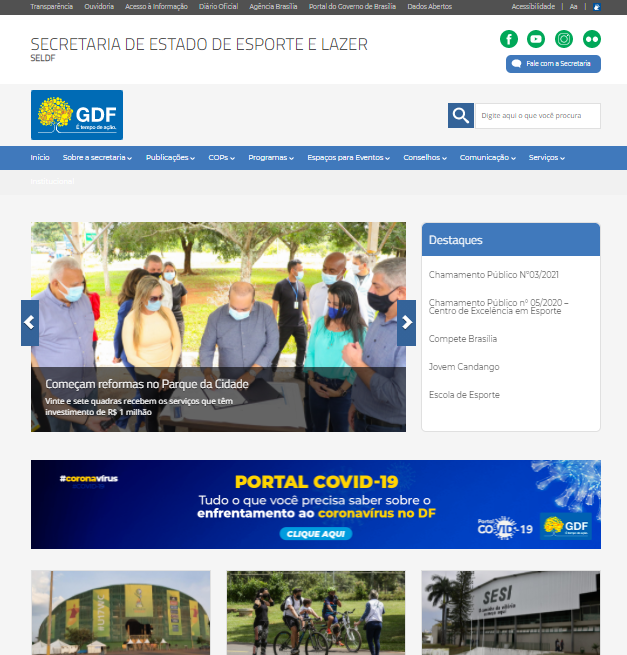 Transparência Ouvidoria Acesso à Informação Diário Oficial Agência Brasília Portal do Governo de Brasília Dados Abertos Acessibilidade | Aa |
SECRETARIA DE ESTADO DE ESPORTE E LAZER
SELDF
Fale com a Secretaria
GDF
É tempo de ação.
Digite aqui o que você procura
Início Sobre a secretaria Publicações COPs Programas Espaços para Eventos Conselhos Comunicação Serviços
Institucional
Começam reformas no Parque da Cidade
Vinte e sete quadras recebem os serviços que têm
investimento de R$ 1 milhão
Destaques
Chamamento Público Nº03/2021
Chamamento Público nº 05/2020 –
Centro de Excelência em Esporte
Compete Brasília
Jovem Candango
Escola de Esporte
#coronavírus
PORTAL COVID-19
Tudo o que você precisa saber sobre o
enfrentamento ao coronavírus no DF
CLIQUE AQUI
Portal
COVID-19
GDF
SESI